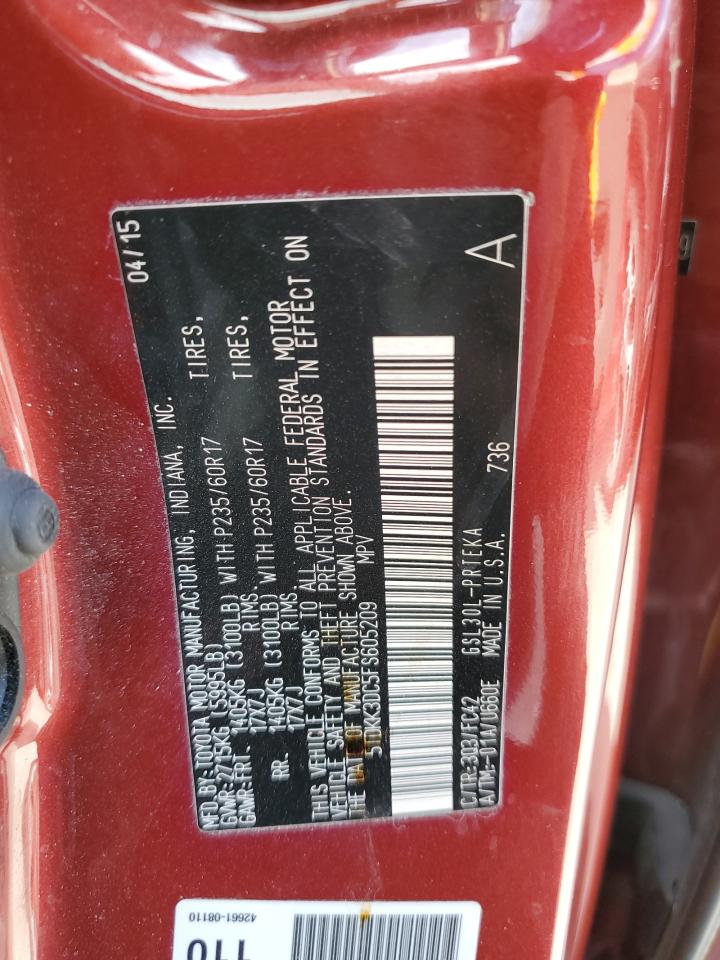 MFD.BY:TOYOTA MOTOR MANUFACTURING, INDIANA, INC. 04/15
GVWR:2715KG (5995LB)
GAWR:FRT. 1405KG (3100LB) WITH P235/60R17 TIRES,
17X7J RIMS.
RR. 1405KG (3100LB) WITH P235/60R17 TIRES,
17X7J RIMS.
THIS VEHICLE CONFORMS TO ALL APPLICABLE FEDERAL MOTOR
VEHICLE SAFETY AND THEFT PREVENTION STANDARDS IN EFFECT ON
THE DATE OF MANUFACTURE SHOWN ABOVE.
5TDKK3DC5FS605209 MPV
C/TR:3Q3/FC42 GSL30L-PRTEKA 736 A
A/TM:-01A/U660E MADE IN U.S.A.
42661-08110
110
9